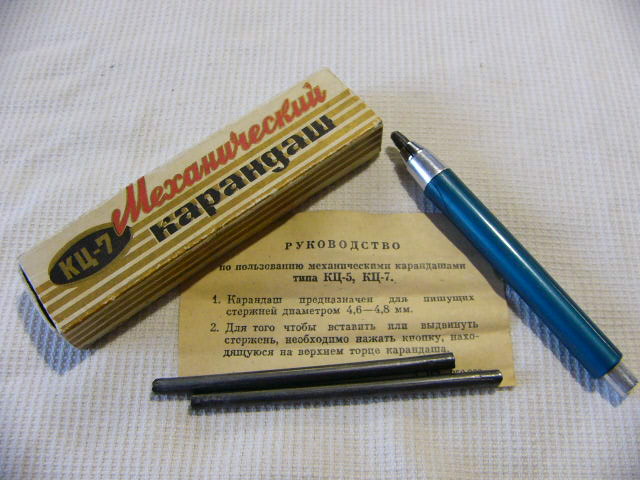 Механический
карандаш
КЦ-7
РУКОВОДСТВО
по пользованию механическими карандашами
типа КЦ-5, КЦ-7.
1. Карандаш предназначен для пишущих
стержней диаметром 4,6—4,8 мм.
2. Для того чтобы вставить или выдвинуть
стержень, необходимо нажать кнопку, нахо-
дящуюся на верхнем торце карандаша.